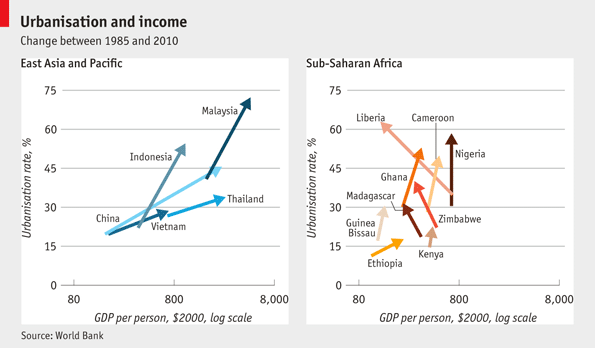 Urbanisation and income
Change between 1985 and 2010
East Asia and Pacific
75
60
45
30
15
0
Urbanisation rate, %
Malaysia
Indonesia
Thailand
China
Vietnam
80
800
8,000
GDP per person, $2000, log scale
Sub-Saharan Africa
75
60
45
30
15
0
Urbanisation rate, %
Liberia
Cameroon
Nigeria
Ghana
Madagascar
Zimbabwe
Guinea
Bissau
Kenya
Ethiopia
80
800
8,000
GDP per person, $2000, log scale
Source: World Bank